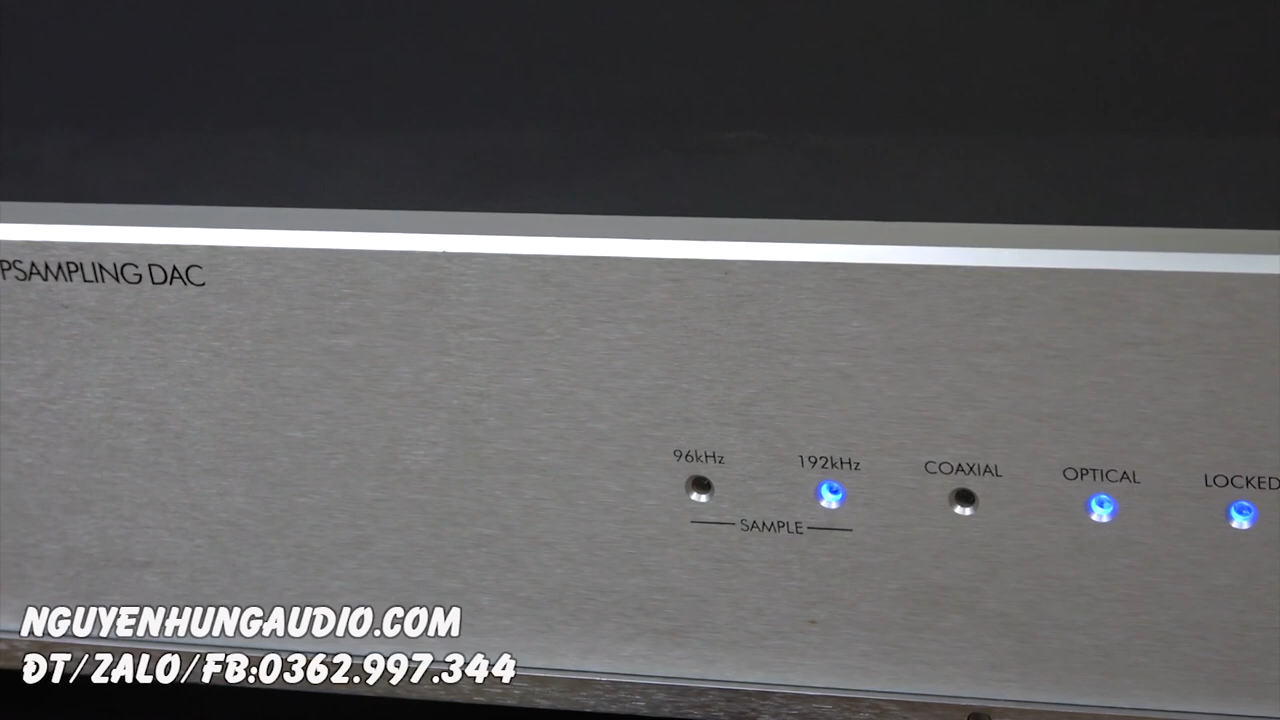 PSAMPLING DAC
96kHz 192kHz COAXIAL OPTICAL LOCKED
SAMPLE
NGUYENHUNGAUDIO.COM
ĐT/ZALO/FB:0362.997.344